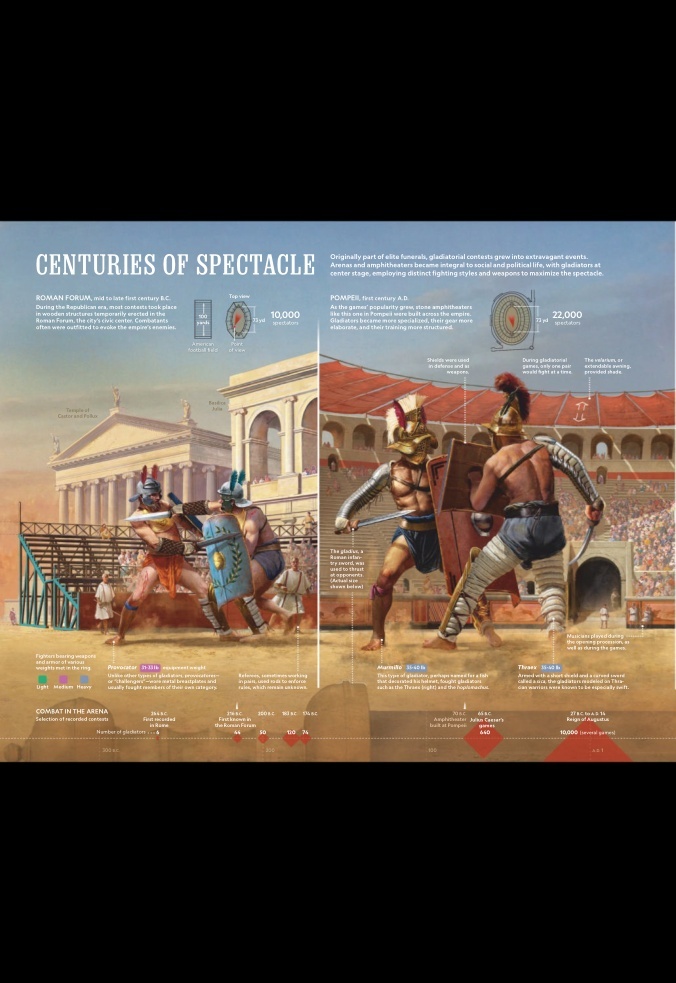 CENTURIES OF SPECTACLE
Originally part of elite funerals, gladiatorial contests grew into extravagant events.
Arenas and amphitheaters became integral to social and political life, with gladiators at
center stage, employing distinct fighting styles and weapons to maximize the spectacle.
ROMAN FORUM, mid to late first century B.C.
During the Republican era, most contests took place
in wooden structures temporarily erected in the
Roman Forum, the city's civic center. Combatants
often were outfitted to evoke the empire's enemies.
100
yards
American
football field
Top view
73 yd
Point
of view
10,000
spectators
POMPEII, first century A.D.
As the games' popularity grew, stone amphitheaters
like this one in Pompeii were built across the empire.
Gladiators became more specialized, their gear more
elaborate, and their training more structured.
22,000
spectators
Shields were used
in defense and as
weapons.
During gladiatorial
games, only one pair
would fight at a time.
The velarium, or
extendable awning,
provided shade.
Temple of
Castor and Pollux
Basilica
The gladius, a
Roman infan-
try sword, was
used to thrust
at opponents.
(Actual size
shown below)
Musicians played during
the opening procession, as
well as during the games.
Fighters bearing weapons
and armor of various
weights met in the ring.
Light Medium Heavy
Provocator equipment weight
Unlike other types of gladiators, provocatores—
or "challengers"—wore metal breastplates and
usually fought members of their own category.
Referees, sometimes working
in pairs, used rods to enforce
rules, which remain unknown.
Murmillo 35-40 lb
This type of gladiator, perhaps named for a fish
that decorated his helmet, fought gladiators
such as the Thraex (right) and the hoplomachus.
Thraex 35-40 lb
Armed with a short shield and a curved sword
called a sica, the gladiators modeled on Thra-
cian warriors were known to be especially swift.
COMBAT IN THE ARENA
Selection of recorded contests
Number of gladiators
264 B.C.
First recorded
in Rome
6
216 B.C.
First known in
the Roman Forum
44
200 B.C.
50
183 B.C.
120
174 B.C.
74
70 B.C.
Amphitheater
built at Pompeii
65 B.C.
Julius Caesar's
games
640
27 B.C. to A.D. 14
Reign of Augustus
10,000 (several games)
300 B.C.
200
100
A.D. 1